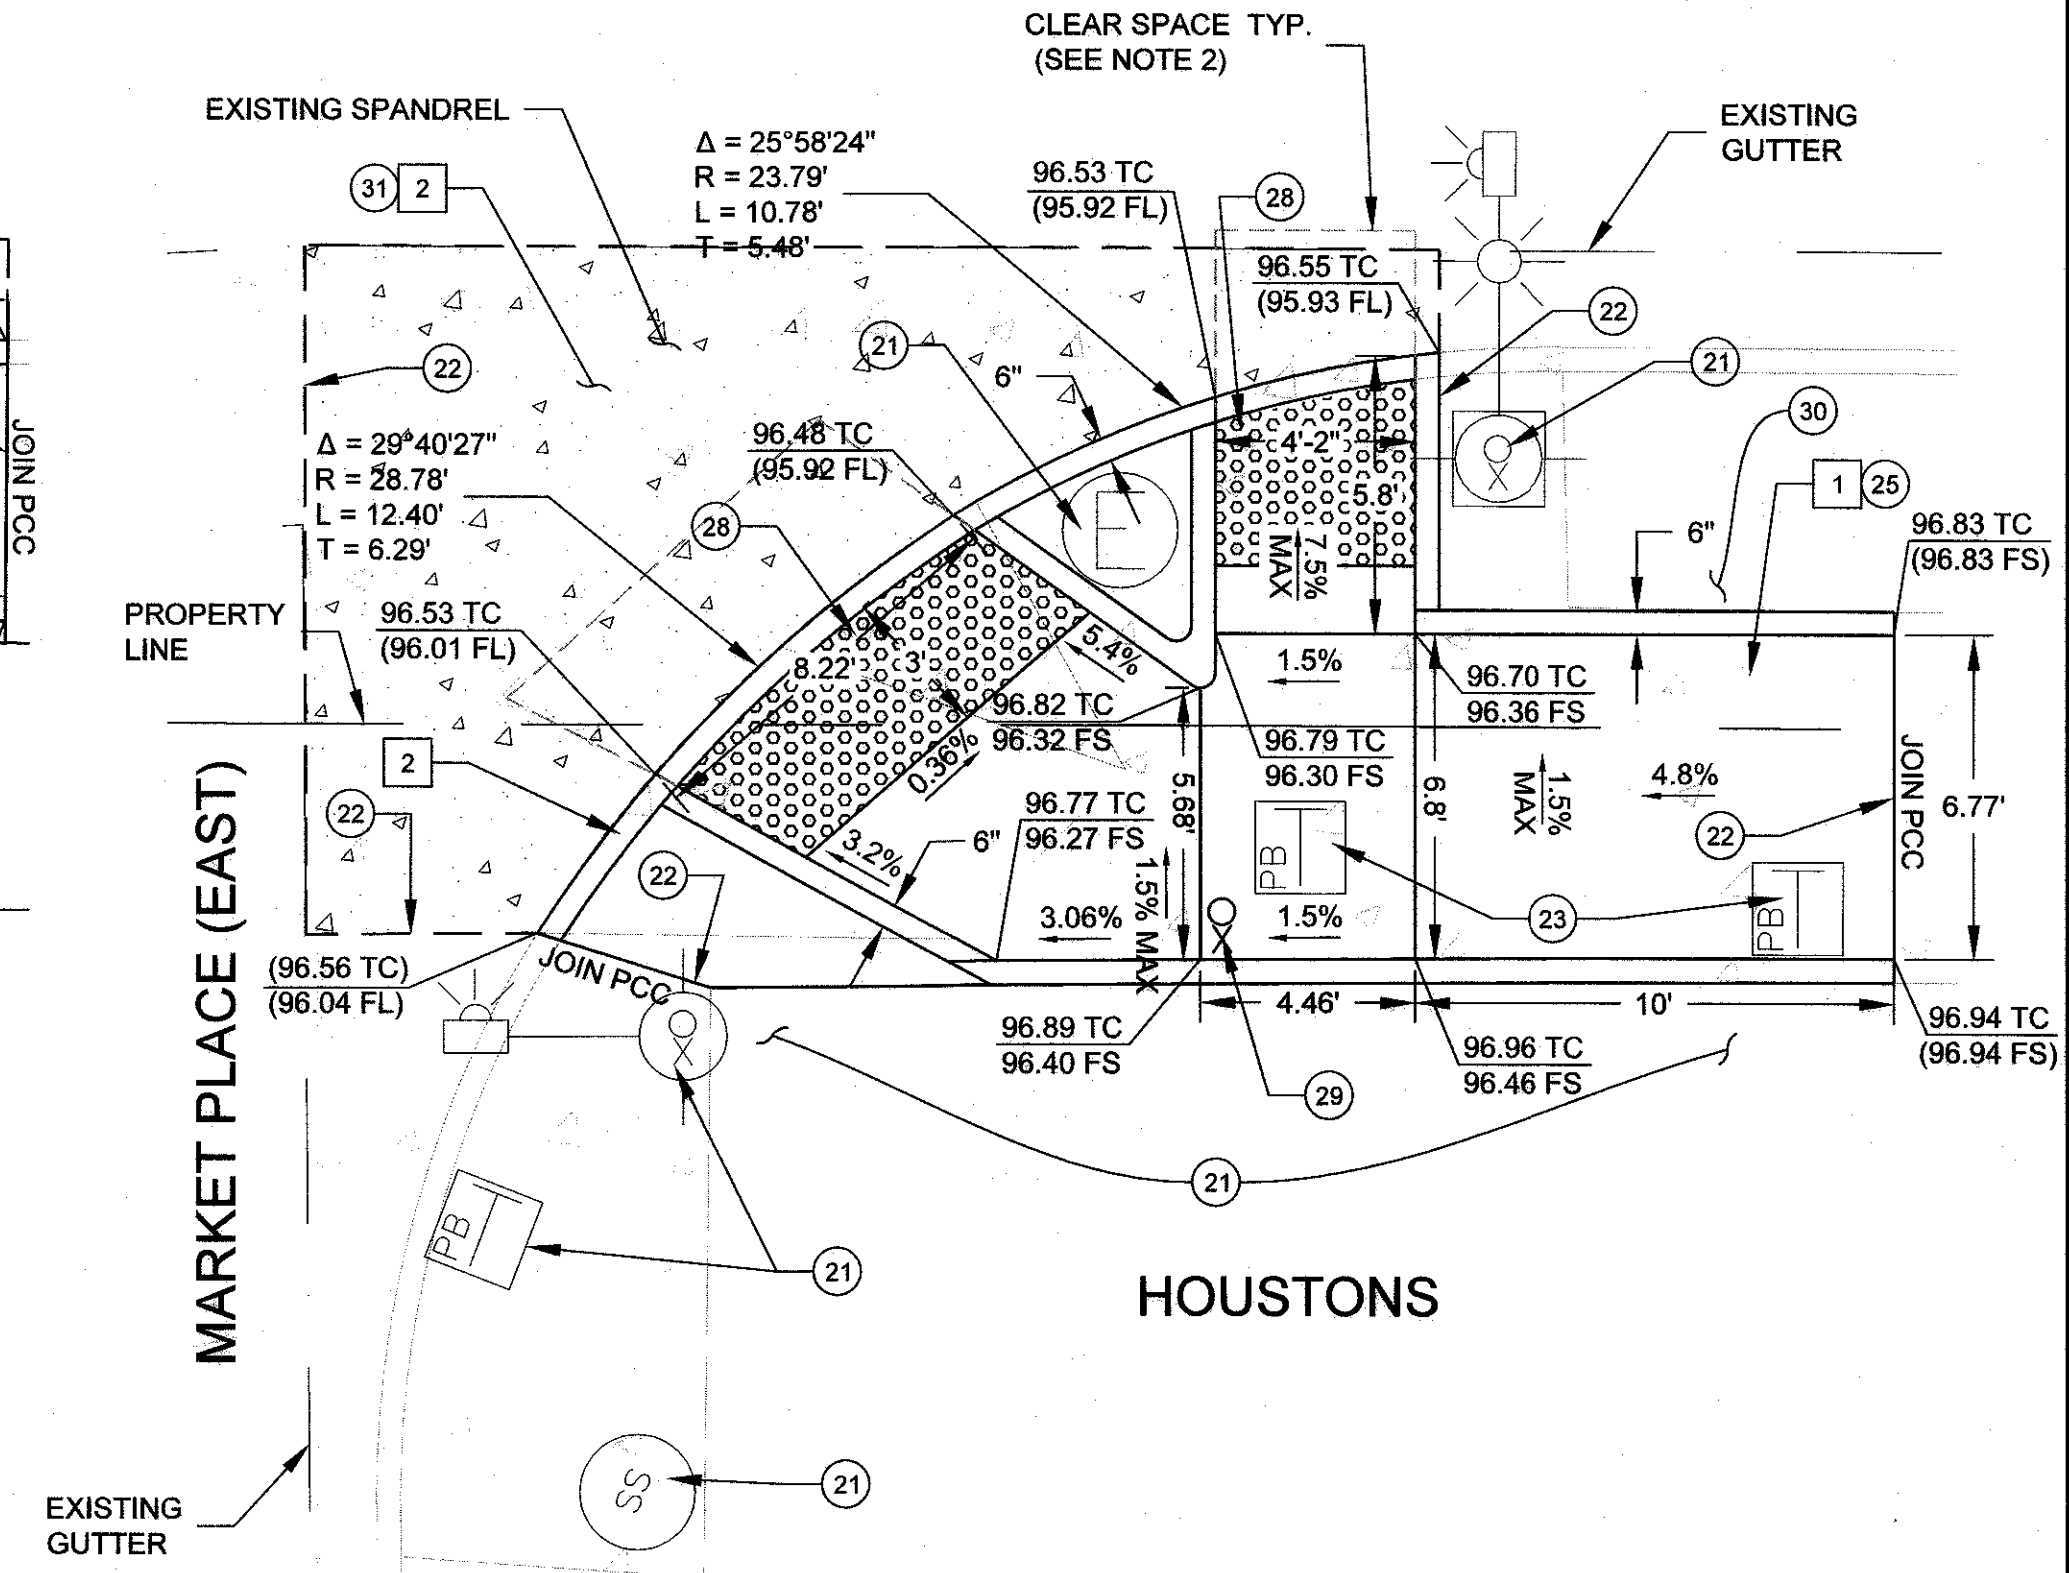 CLEAR SPACE TYP.
(SEE NOTE 2)
EXISTING SPANDREL
EXISTING
GUTTER
Δ = 25°58'24"
R = 23.79'
L = 10.78'
T = 5.48'
31 2
96.53 TC
(95.92 FL)
28
96.55 TC
(95.93 FL)
22
21
21
22
6"
JOIN PCC
Δ = 29°40'27"
R = 28.78'
L = 12.40'
T = 6.29'
96.48 TC
(95.92 FL)
4'-2"
30
5.8'
1 25
E
28
7.5%
MAX
6"
96.83 TC
(96.83 FS)
PROPERTY
LINE
96.53 TC
(96.01 FL)
5.4%
8.22'
3'
1.5%
96.82 TC
96.32 FS
96.70 TC
96.36 FS
0.36%
96.79 TC
96.30 FS
2
5.68'
6.8'
1.5%
MAX
4.8%
JOIN PCC
6.77'
22
96.77 TC
96.27 FS
22
3.2%
6"
PB
22
1.5% MAX
3.06%
1.5%
23
PB
MARKET PLACE (EAST)
(96.56 TC)
(96.04 FL)
JOIN PCC
4.46'
10'
96.89 TC
96.40 FS
96.96 TC
96.46 FS
96.94 TC
(96.94 FS)
29
21
PB
21
HOUSTONS
SS
21
EXISTING
GUTTER